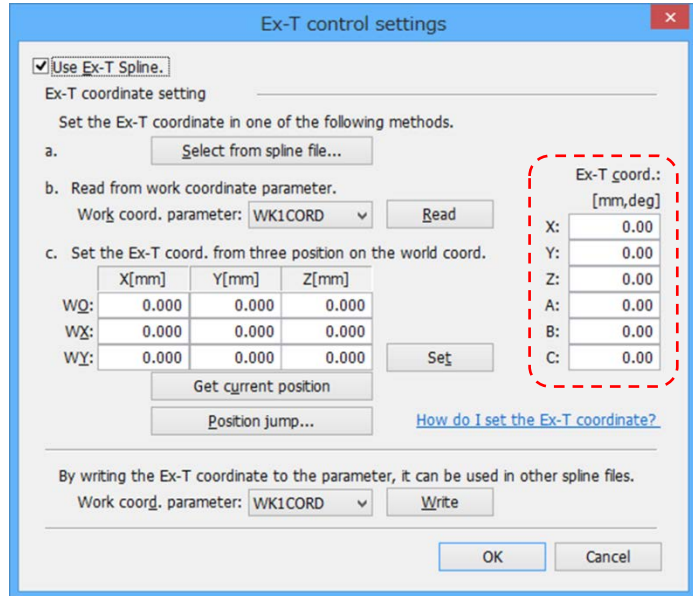 Ex-T control settings
Use Ex-T Spline.
Ex-T coordinate setting
Set the Ex-T coordinate in one of the following methods.
a. Select from spline file...
b. Read from work coordinate parameter.
Work coord. parameter: WK1CORD Read
c. Set the Ex-T coord. from three position on the world coord.
X[mm] Y[mm] Z[mm]
WO: 0.000 0.000 0.000
WX: 0.000 0.000 0.000
WY: 0.000 0.000 0.000 Set
Get current position
Position jump...
Ex-T coord.:
[mm,deg]
X: 0.00
Y: 0.00
Z: 0.00
A: 0.00
B: 0.00
C: 0.00
How do I set the Ex-T coordinate?
By writing the Ex-T coordinate to the parameter, it can be used in other spline files.
Work coord. parameter: WK1CORD Write
OK Cancel